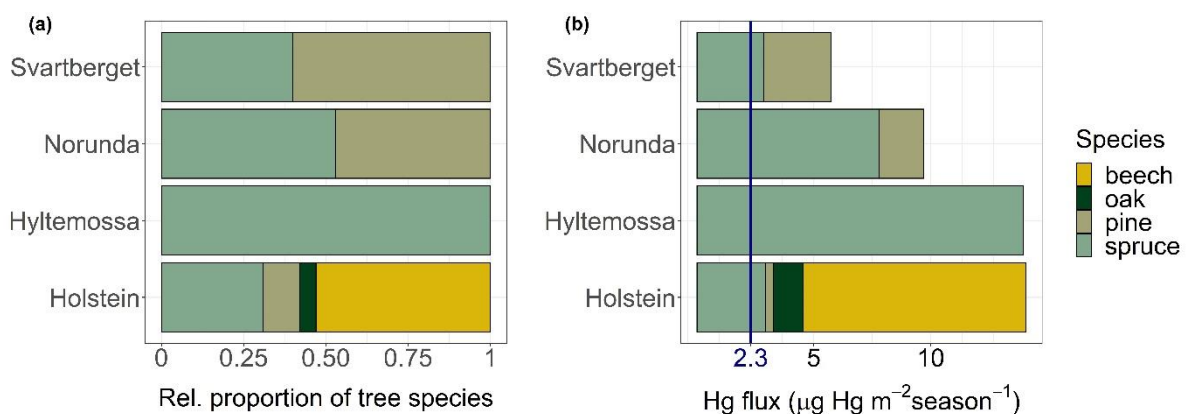 (a)
Svartberget
Norunda
Hyltemossa
Holstein
0 0.25 0.50 0.75 1
Rel. proportion of tree species
(b)
Svartberget
Norunda
Hyltemossa
Holstein
2.3 5 10
Hg flux (μg Hg m⁻²season⁻¹)
Species
beech
oak
pine
spruce